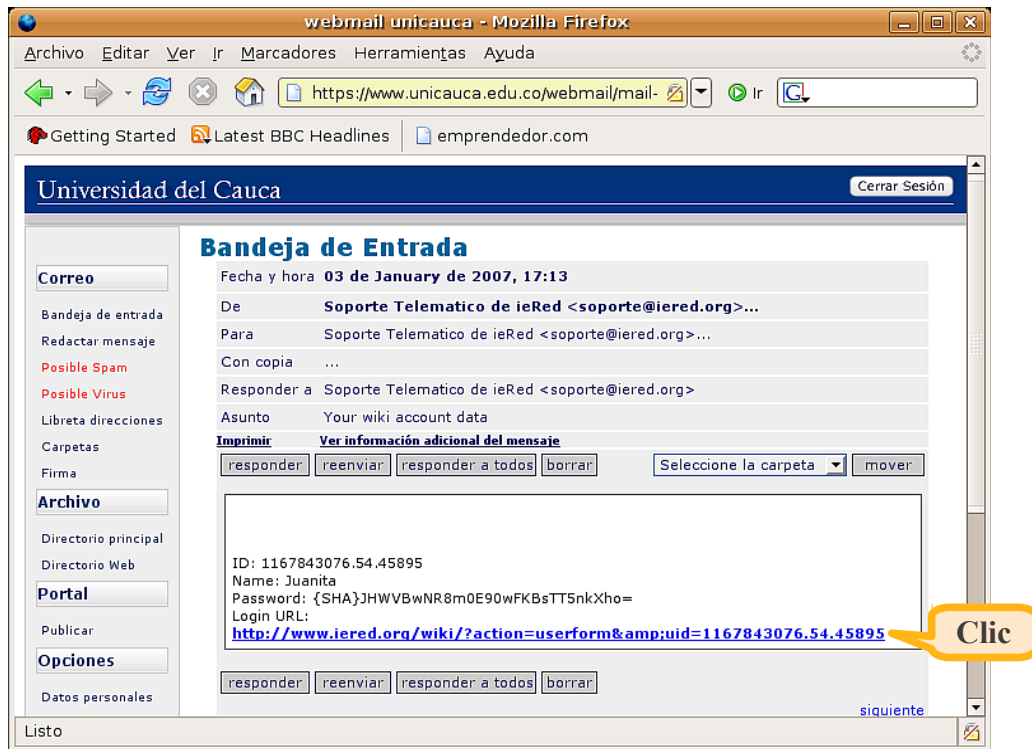 webmail unicauca - Mozilla Firefox
Archivo Editar Ver Ir Marcadores Herramientas Ayuda
https://www.unicauca.edu.co/webmail/mail- Ir G
Getting Started Latest BBC Headlines emprendedor.com
Universidad del Cauca Cerrar Sesión
Bandeja de Entrada
Correo
Bandeja de entrada
Redactar mensaje
Posible Spam
Posible Virus
Libreta direcciones
Carpetas
Firma
Archivo
Directorio principal
Directorio Web
Portal
Publicar
Opciones
Datos personales
Fecha y hora 03 de January de 2007, 17:13
De Soporte Telematico de ieRed <soporte@iered.org>...
Para Soporte Telematico de ieRed <soporte@iered.org>...
Con copia ...
Responder a Soporte Telematico de ieRed <soporte@iered.org>
Asunto Your wiki account data
Imprimir Ver información adicional del mensaje
responder reenviar responder a todos borrar Seleccione la carpeta mover
ID: 1167843076.54.45895
Name: Juanita
Password: {SHA}JHWVBwNR8m0E90wFKBsTT5nkXho=
Login URL:
http://www.iered.org/wiki/?action=userform&amp;uid=1167843076.54.45895
Clic
responder reenviar responder a todos borrar
siguiente
Listo